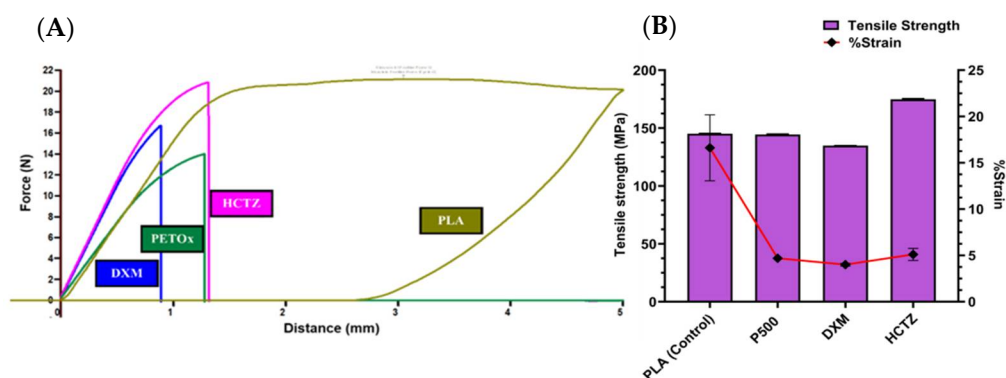 (A)
22
20
18
16
14
12
10
8
6
4
2
0
Force (N)
HCTZ
PLA
PETOx
DXM
0
1
2
3
4
5
Distance (mm)
(B)
Tensile Strength
%Strain
200
150
100
50
0
Tensile strength (MPa)
25
20
15
10
5
0
%Strain
PLA (Control)
P500
DXM
HCTZ